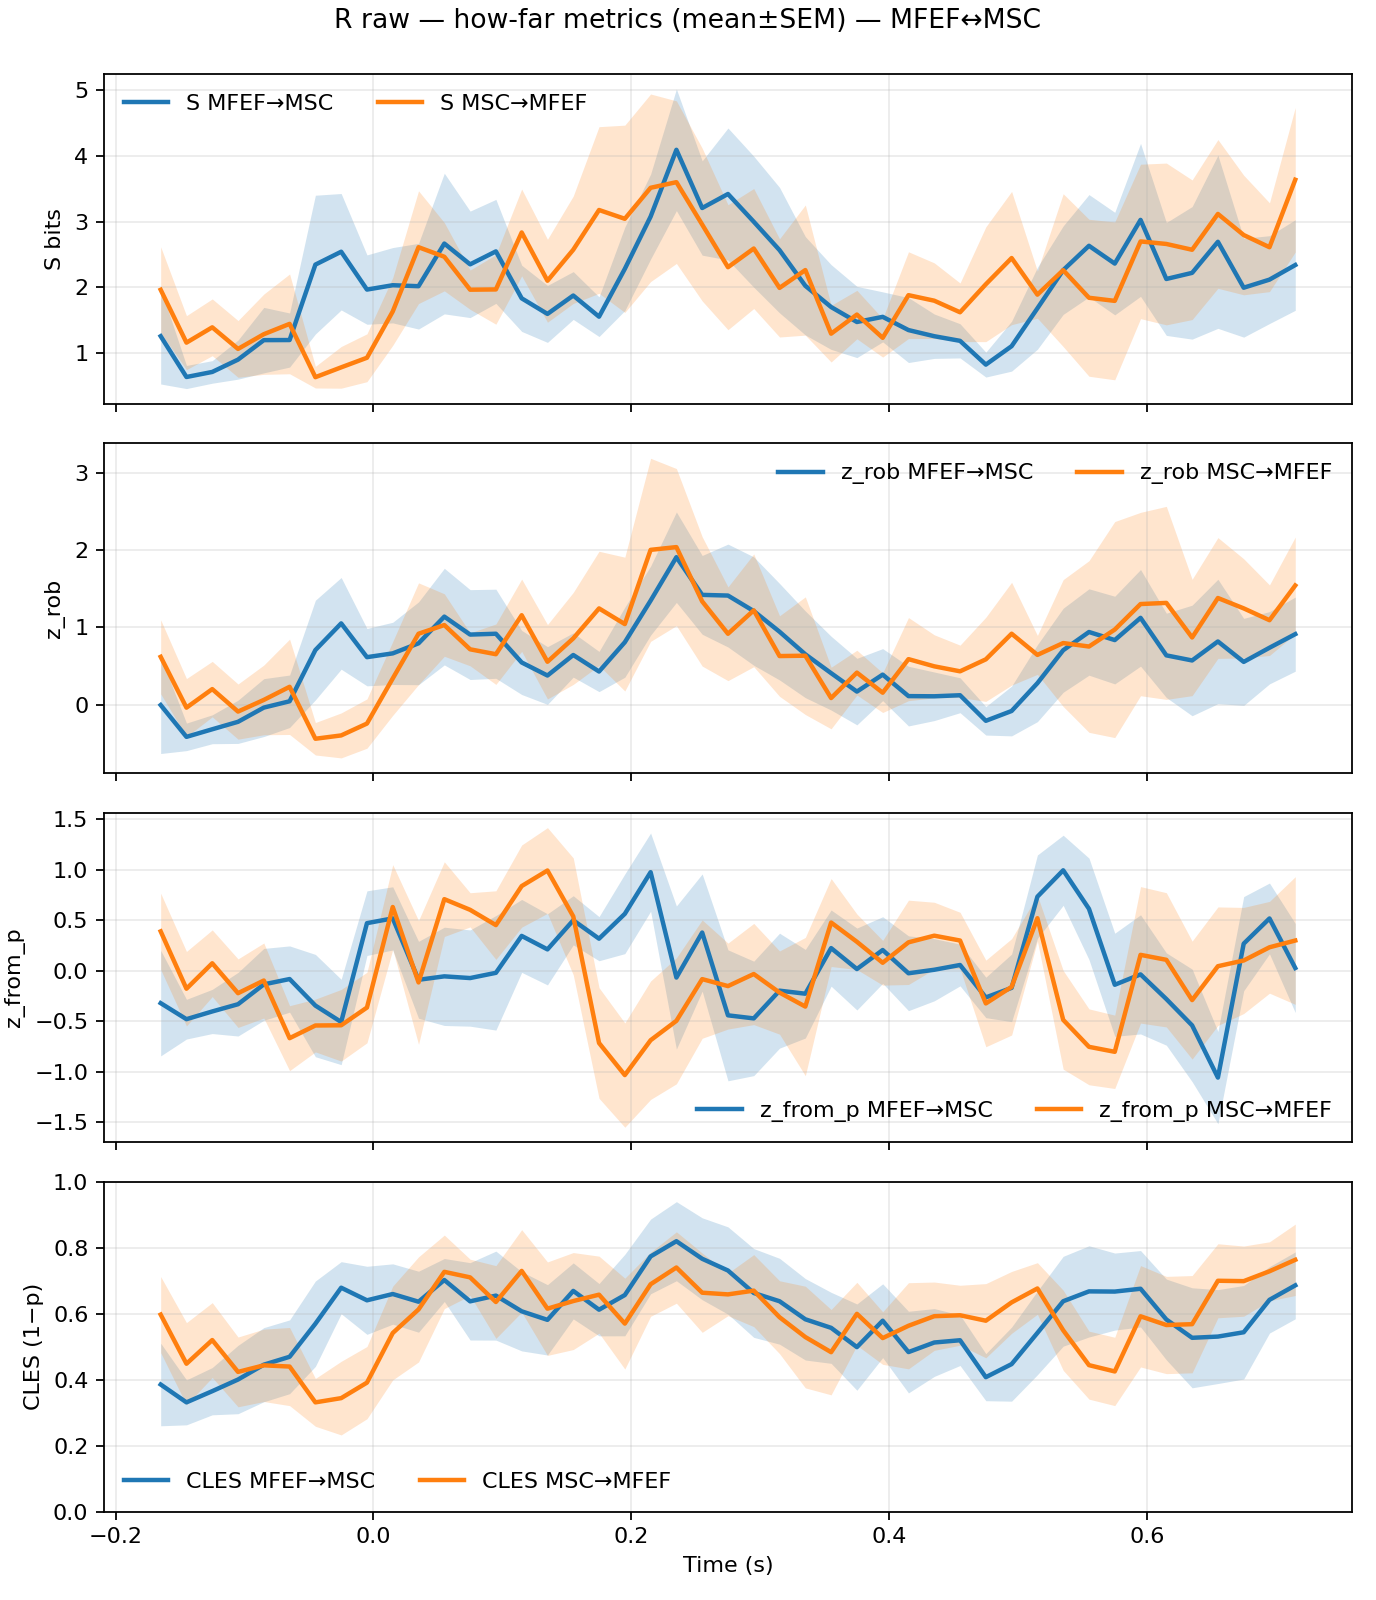 R raw — how-far metrics (mean±SEM) — MFEF↔MSC
S MFEF→MSC S MSC→MFEF
S bits
5
4
3
2
1
z_rob MFEF→MSC z_rob MSC→MFEF
z_rob
3
2
1
0
z_from_p
1.5
1.0
0.5
0.0
−0.5
−1.0
−1.5
z_from_p MFEF→MSC z_from_p MSC→MFEF
CLES (1−p)
1.0
0.8
0.6
0.4
0.2
0.0
CLES MFEF→MSC CLES MSC→MFEF
−0.2 0.0 0.2 0.4 0.6
Time (s)